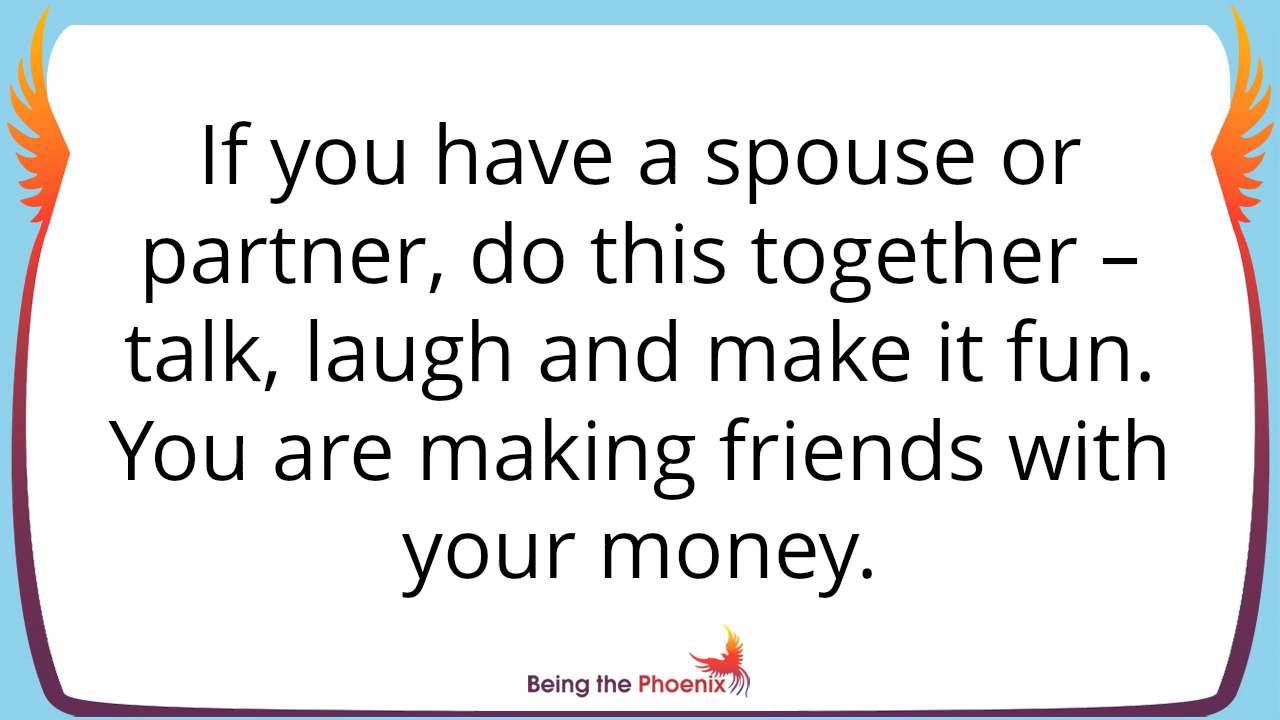 If you have a spouse or
partner, do this together –
talk, laugh and make it fun.
You are making friends with
your money.
Being the Phoenix